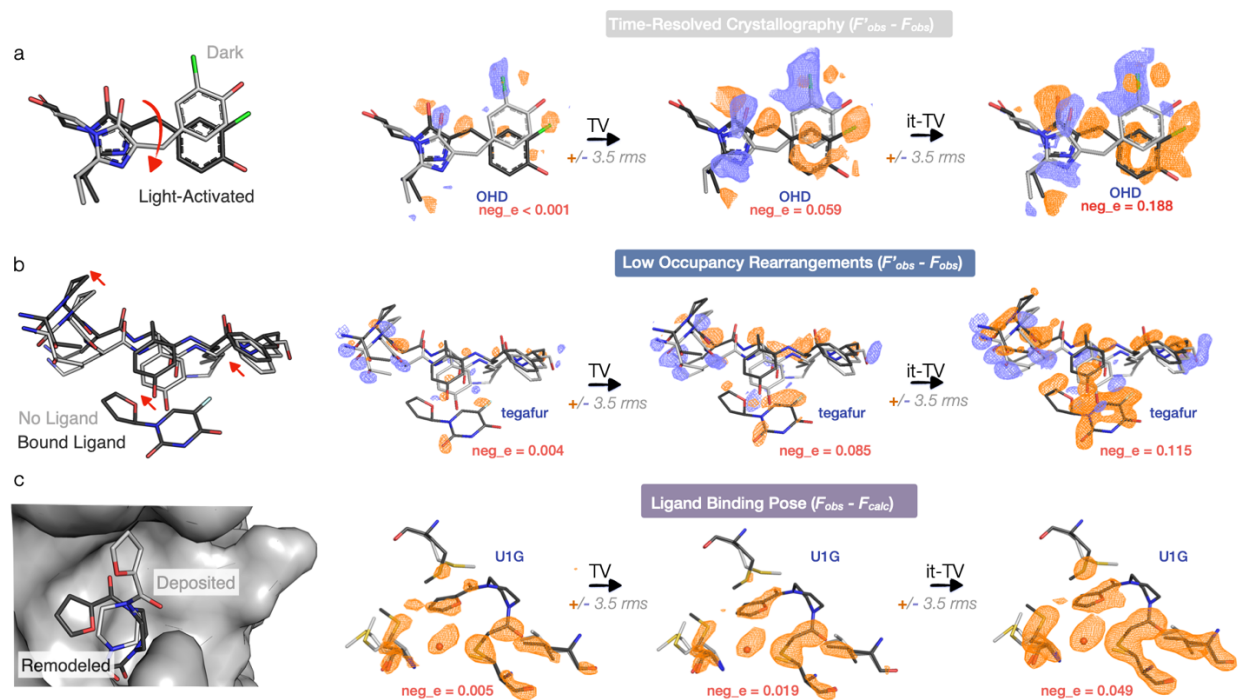 Time-Resolved Crystallography (F'obs - Fobs)
a
Dark
Light-Activated
TV
+/- 3.5 rms
it-TV
+/- 3.5 rms
OHD
neg_e < 0.001
OHD
neg_e = 0.059
OHD
neg_e = 0.188
b
Low Occupancy Rearrangements (F'obs - Fobs)
No Ligand
Bound Ligand
TV
+/- 3.5 rms
it-TV
+/- 3.5 rms
tegafur
neg_e = 0.004
tegafur
neg_e = 0.085
tegafur
neg_e = 0.115
c
Ligand Binding Pose (Fobs - Fcalc)
Deposited
Remodeled
U1G
TV
+/- 3.5 rms
U1G
it-TV
+/- 3.5 rms
U1G
neg_e = 0.005
neg_e = 0.019
neg_e = 0.049